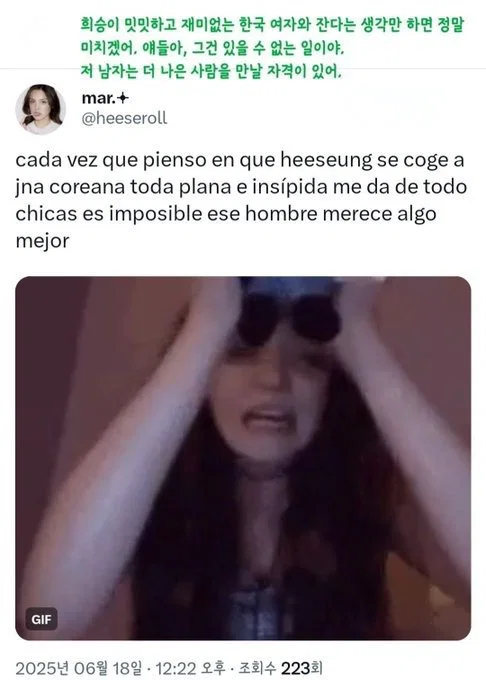 희승이 밋밋하고 재미없는 한국 여자와 잔다는 생각만 하면 정말
미치겠어. 얘들아, 그건 있을 수 없는 일이야.
저 남자는 더 나은 사람을 만날 자격이 있어.
mar.✦
@heeseroll
cada vez que pienso en que heeseung se coge a
jna coreana toda plana e insípida me da de todo
chicas es imposible ese hombre merece algo
mejor
GIF
2025년 06월 18일 · 12:22 오후 · 조회수 223회